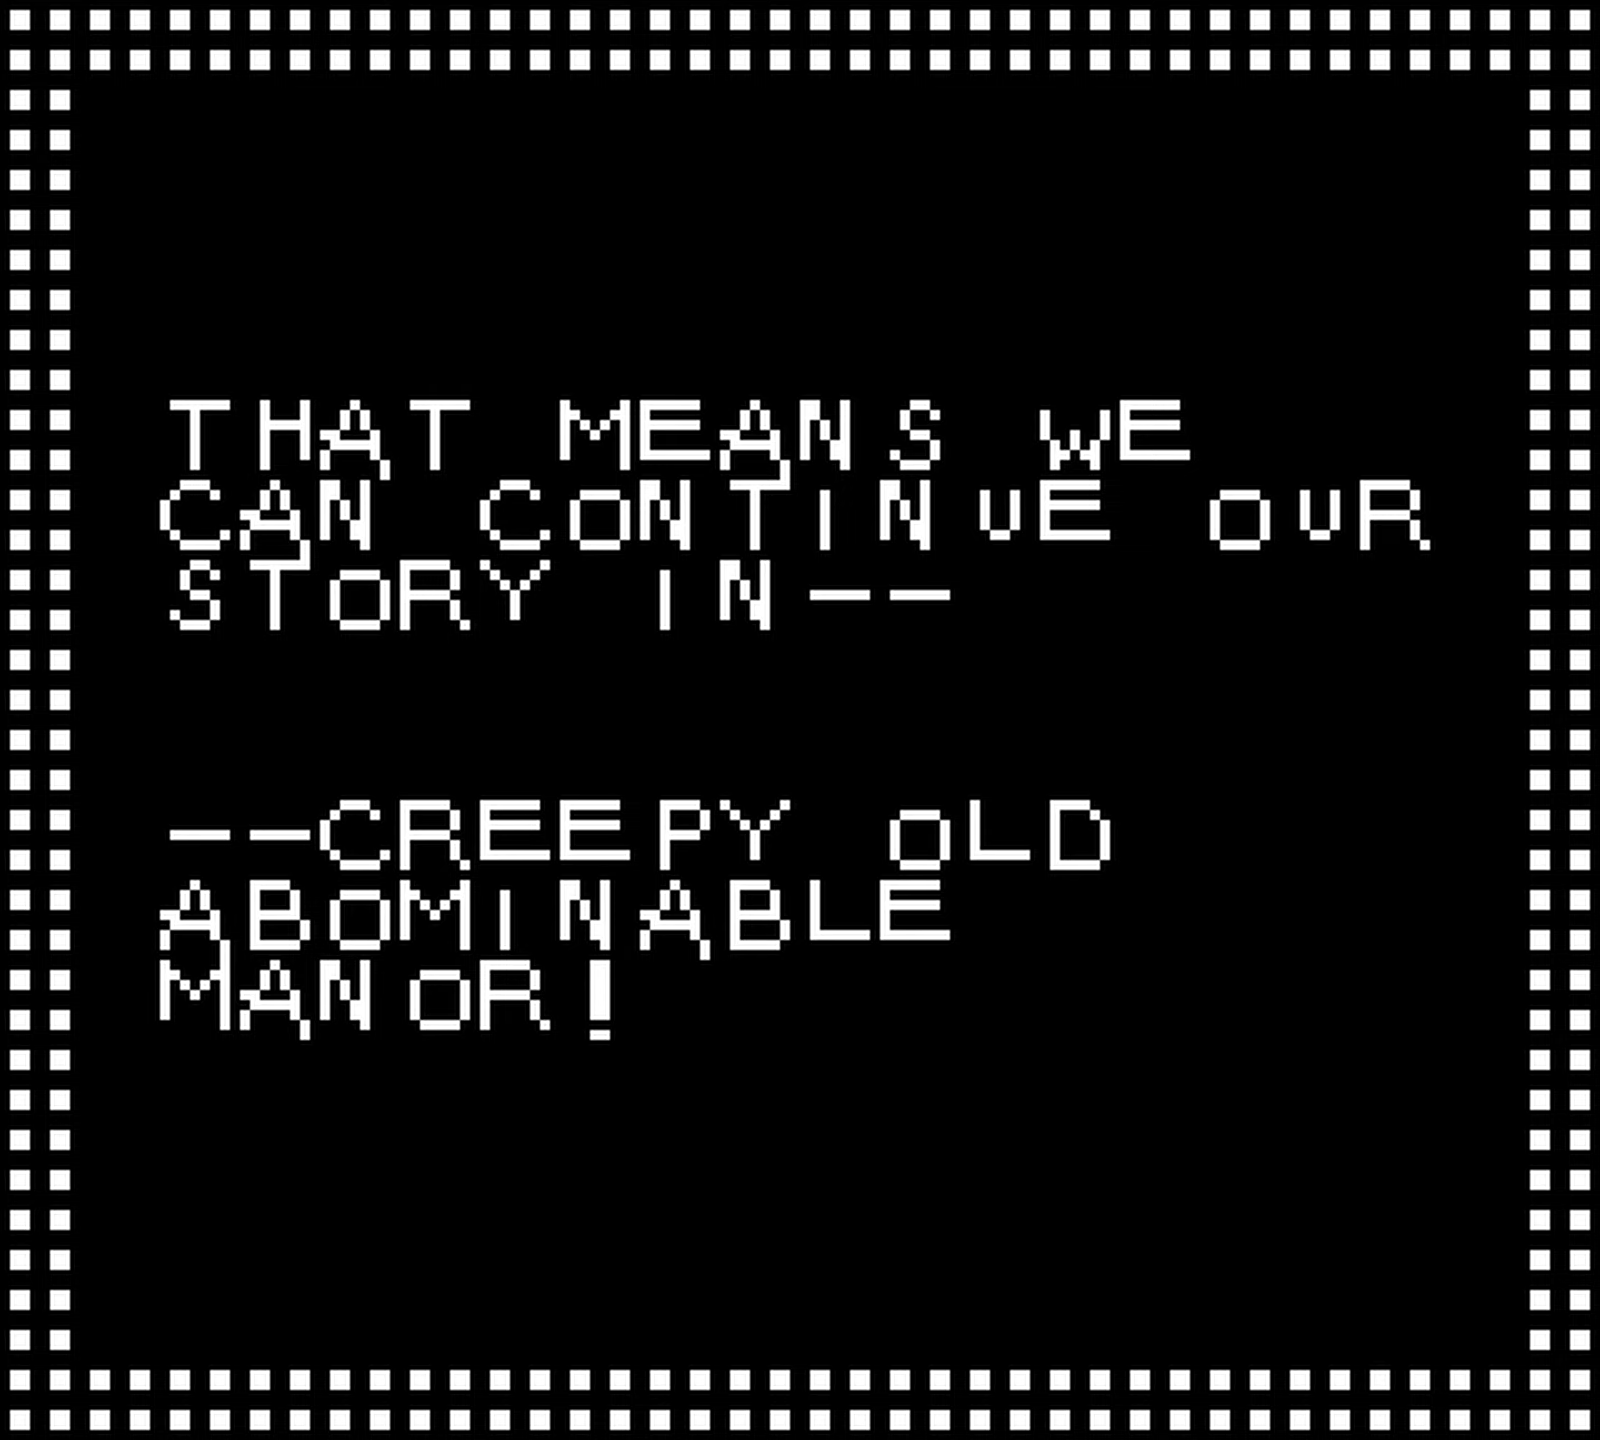 THAT MEANS WE
CAN CONTINUE OUR
STORY IN--
--CREEPY OLD
ABOMINABLE
MANOR!